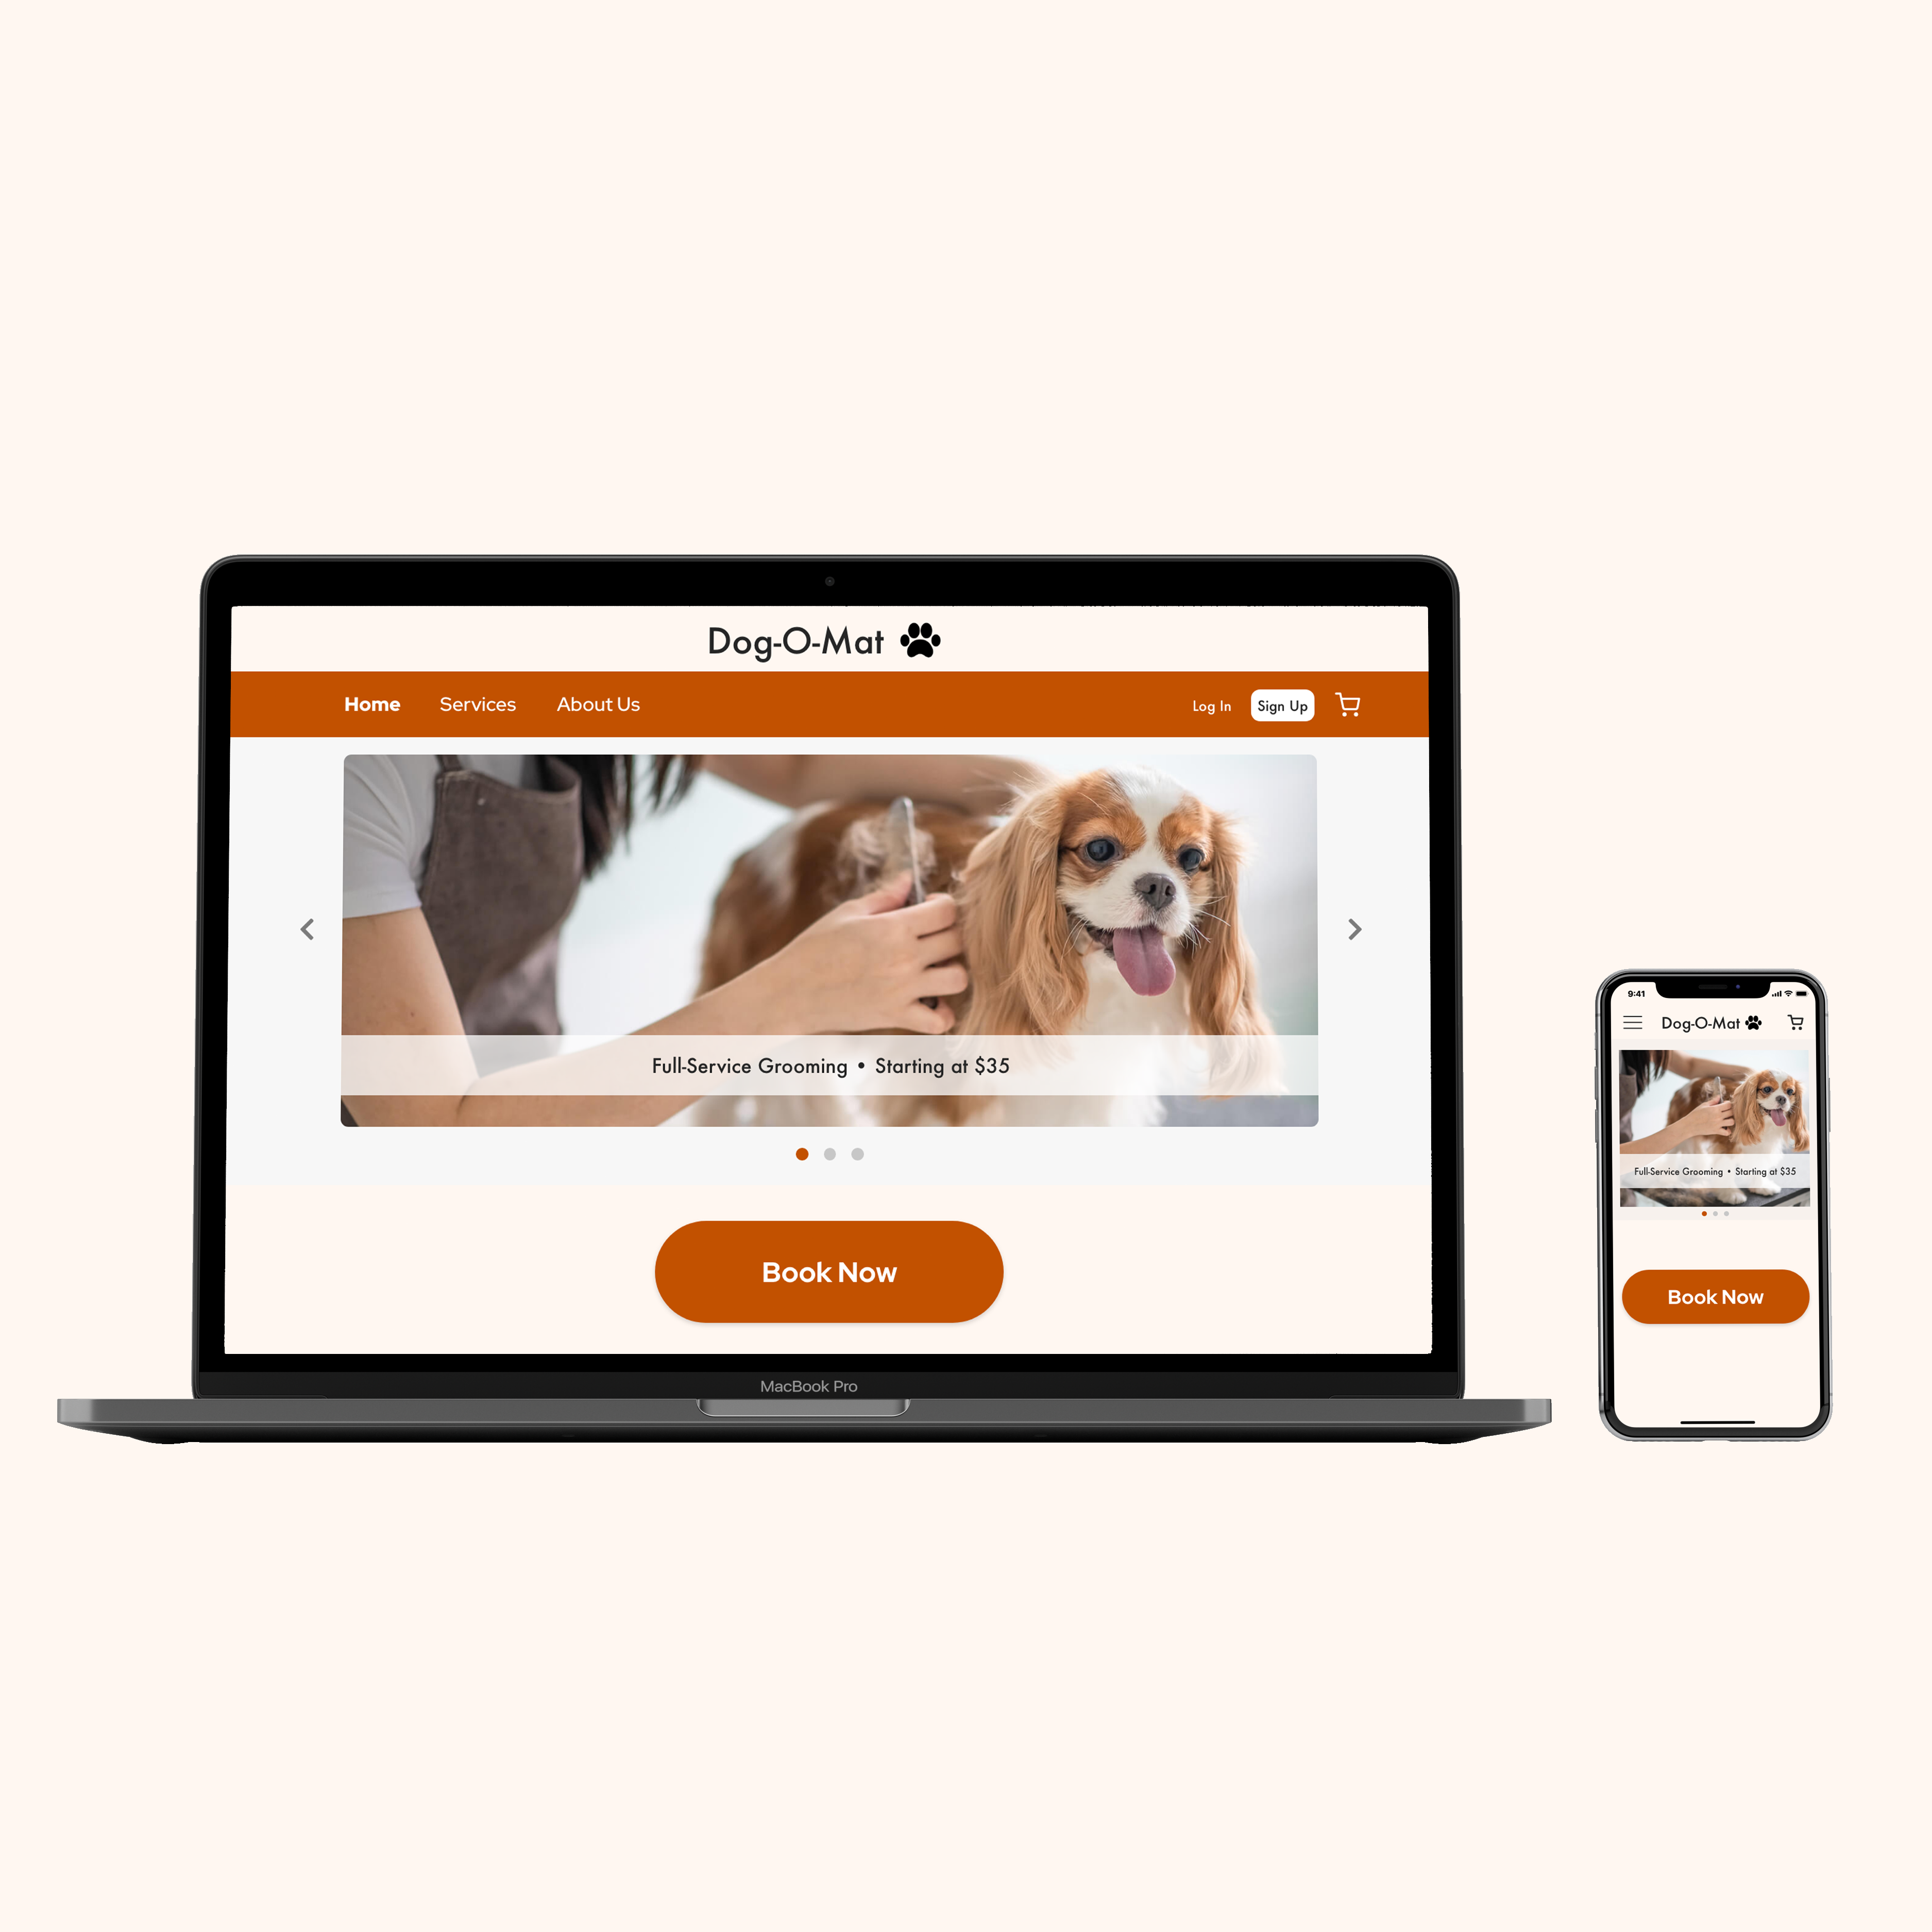 Dog-O-Mat
Home Services About Us Log In Sign Up
Full-Service Grooming • Starting at $35
Book Now
MacBook Pro
9:41
Dog-O-Mat
Full-Service Grooming • Starting at $35
Book Now